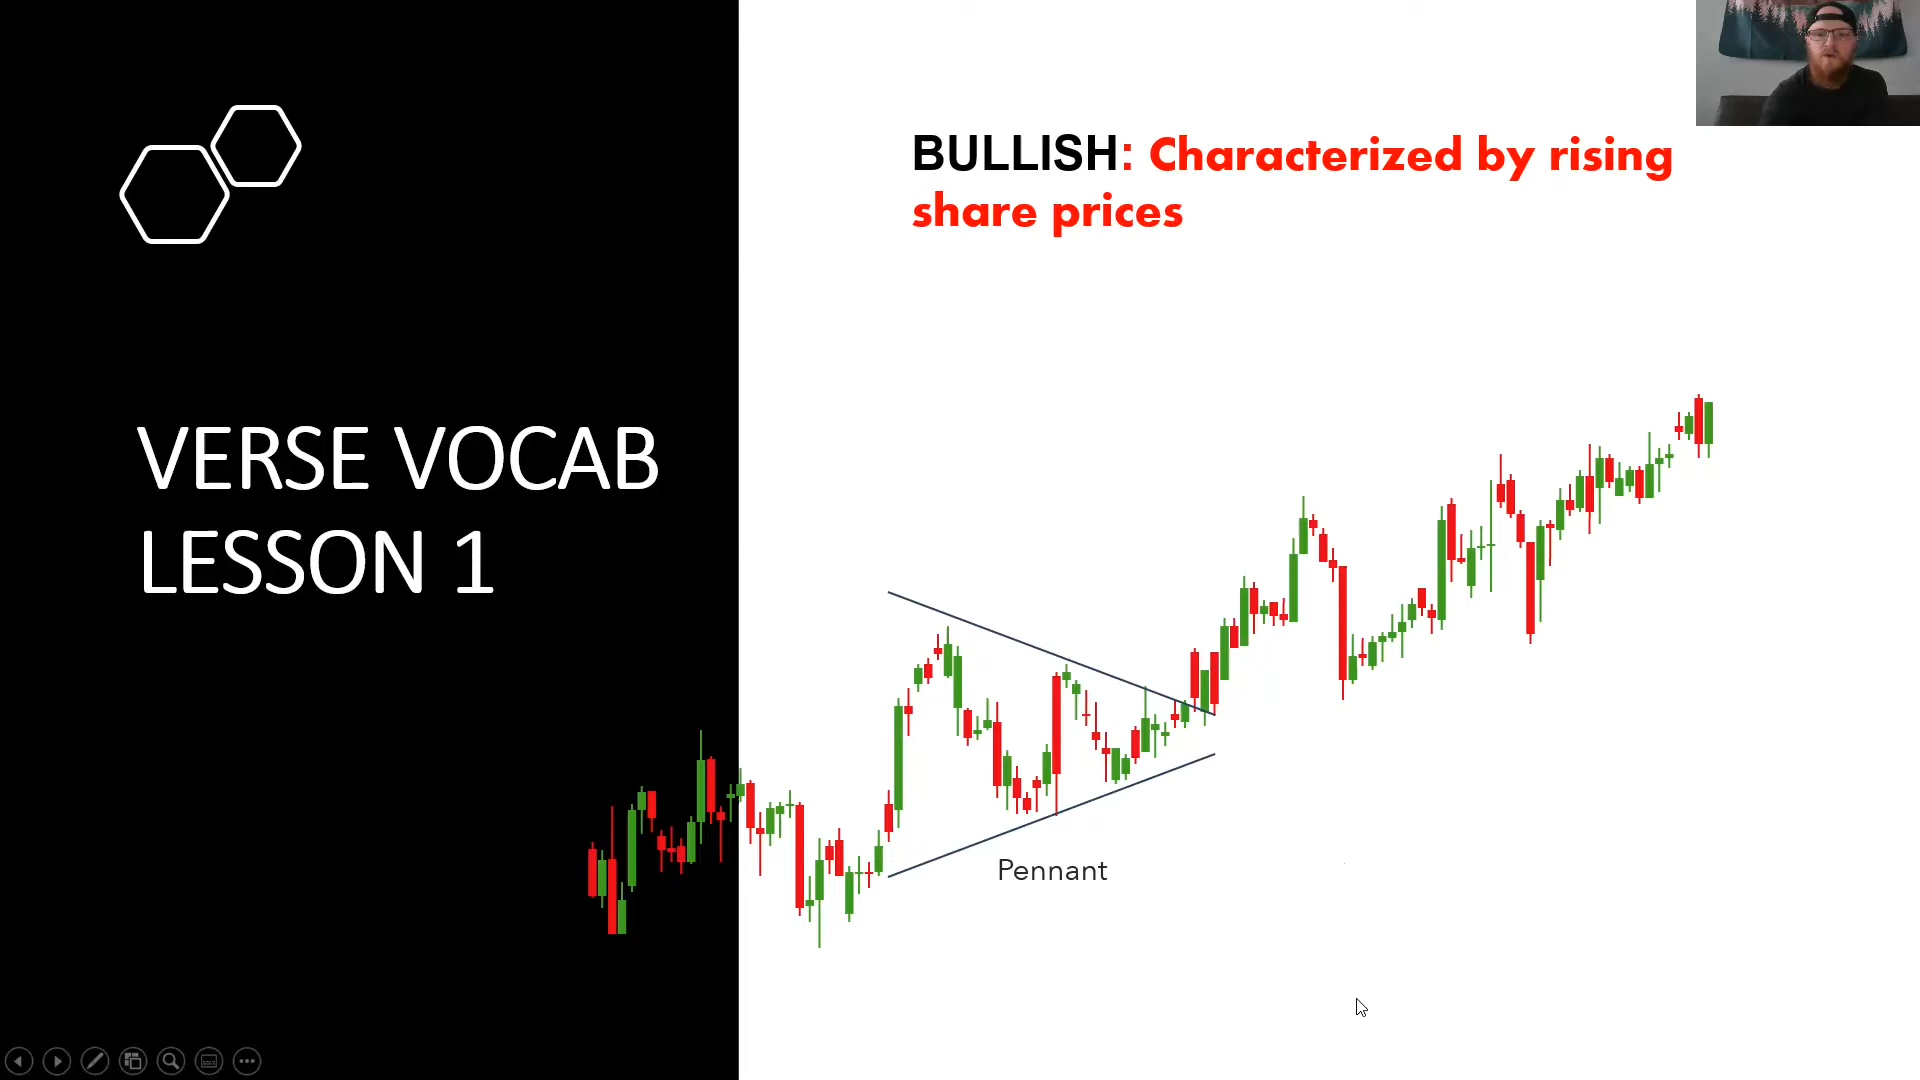 VERSE VOCAB
LESSON 1
BULLISH: Characterized by rising
share prices
Pennant